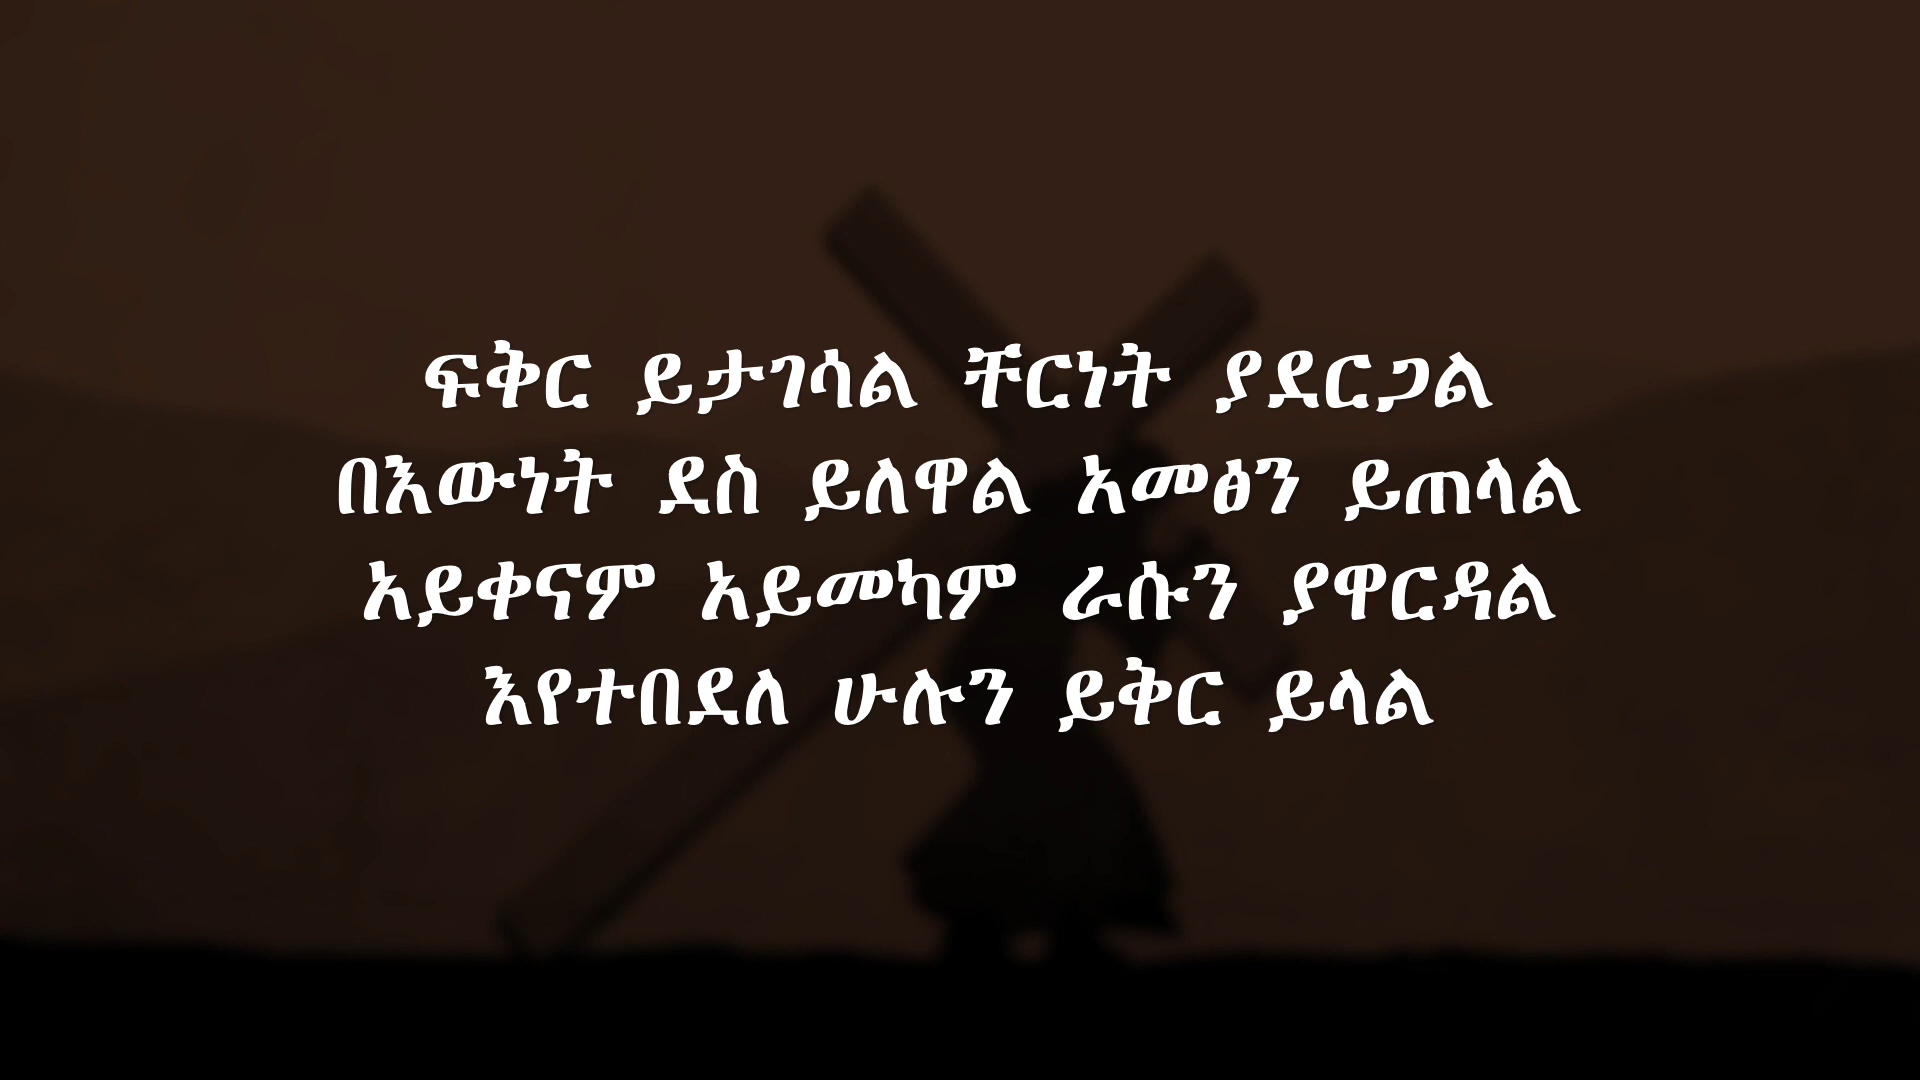 ፍቅር ይታገሳል ቸርነት ያደርጋል
በእውነት ደስ ይለዋል አመፅን ይጠላል
አይቀናም አይመካም ራሱን ያዋርዳል
እየተበደለ ሁሉን ይቅር ይላል